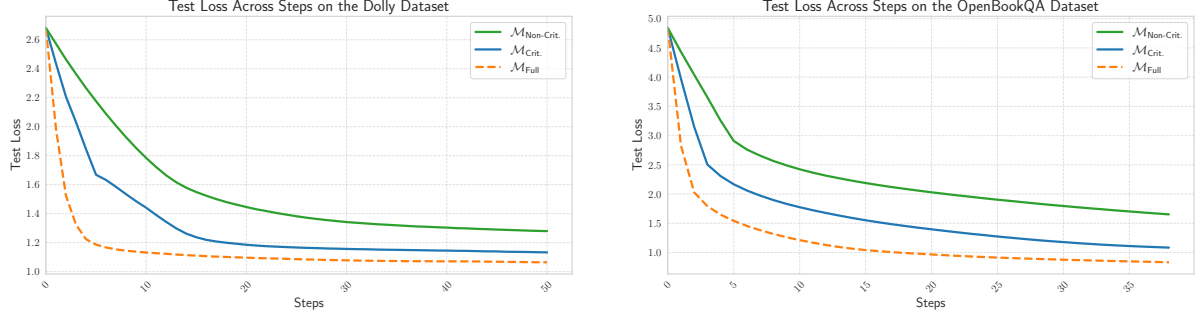 Test Loss Across Steps on the Dolly Dataset
2.6
2.4
2.2
2.0
1.8
1.6
1.4
1.2
1.0
Test Loss
0 10 20 30 40 50
Steps
ℳNon-Crit.
ℳCrit.
ℳFull
Test Loss Across Steps on the OpenBookQA Dataset
5.0
4.5
4.0
3.5
3.0
2.5
2.0
1.5
1.0
Test Loss
0 5 10 15 20 25 30 35
Steps
ℳNon-Crit.
ℳCrit.
ℳFull